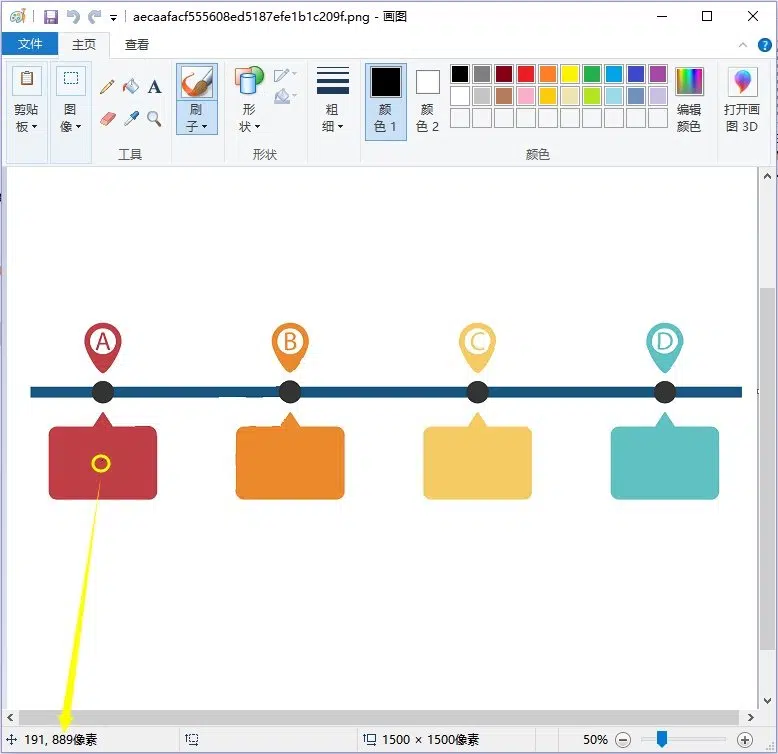 aecaafacf555608ed5187efe1b1c209f.png - 画图
文件 主页 查看
剪贴板
图像
A
工具
刷子
形状
形状
粗细
颜色 1
颜色 2
编辑颜色
颜色
打开画图 3D
A B C D
191, 889像素
1500 × 1500像素
50%